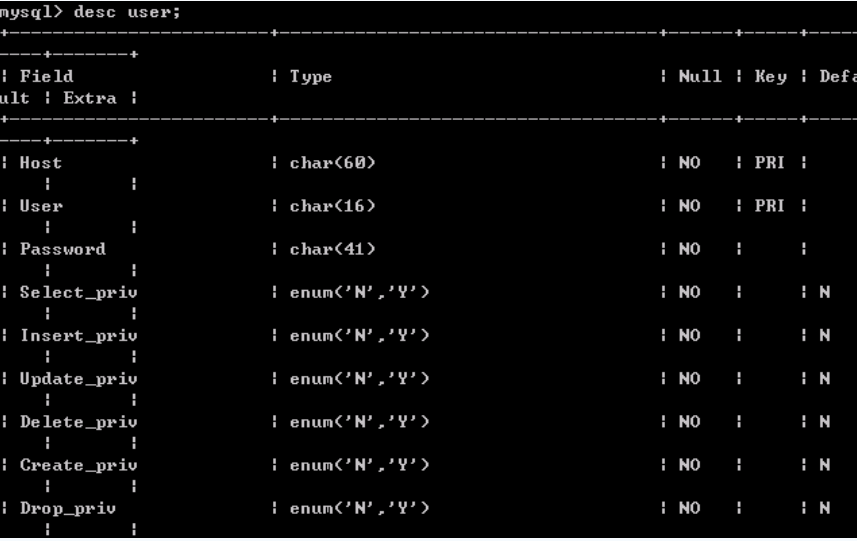 mysql> desc user;
+------------------------+-----------------------------------+------+-----+-----
----+-------+
| Field                  | Type                              | Null | Key | Defa
ult | Extra |
+------------------------+-----------------------------------+------+-----+-----
----+-------+
| Host                   | char(60)                          | NO   | PRI |
    |       |
| User                   | char(16)                          | NO   | PRI |
    |       |
| Password               | char(41)                          | NO   |     |
    |       |
| Select_priv            | enum('N','Y')                     | NO   |     | N
    |       |
| Insert_priv            | enum('N','Y')                     | NO   |     | N
    |       |
| Update_priv            | enum('N','Y')                     | NO   |     | N
    |       |
| Delete_priv            | enum('N','Y')                     | NO   |     | N
    |       |
| Create_priv            | enum('N','Y')                     | NO   |     | N
    |       |
| Drop_priv              | enum('N','Y')                     | NO   |     | N
    |       |